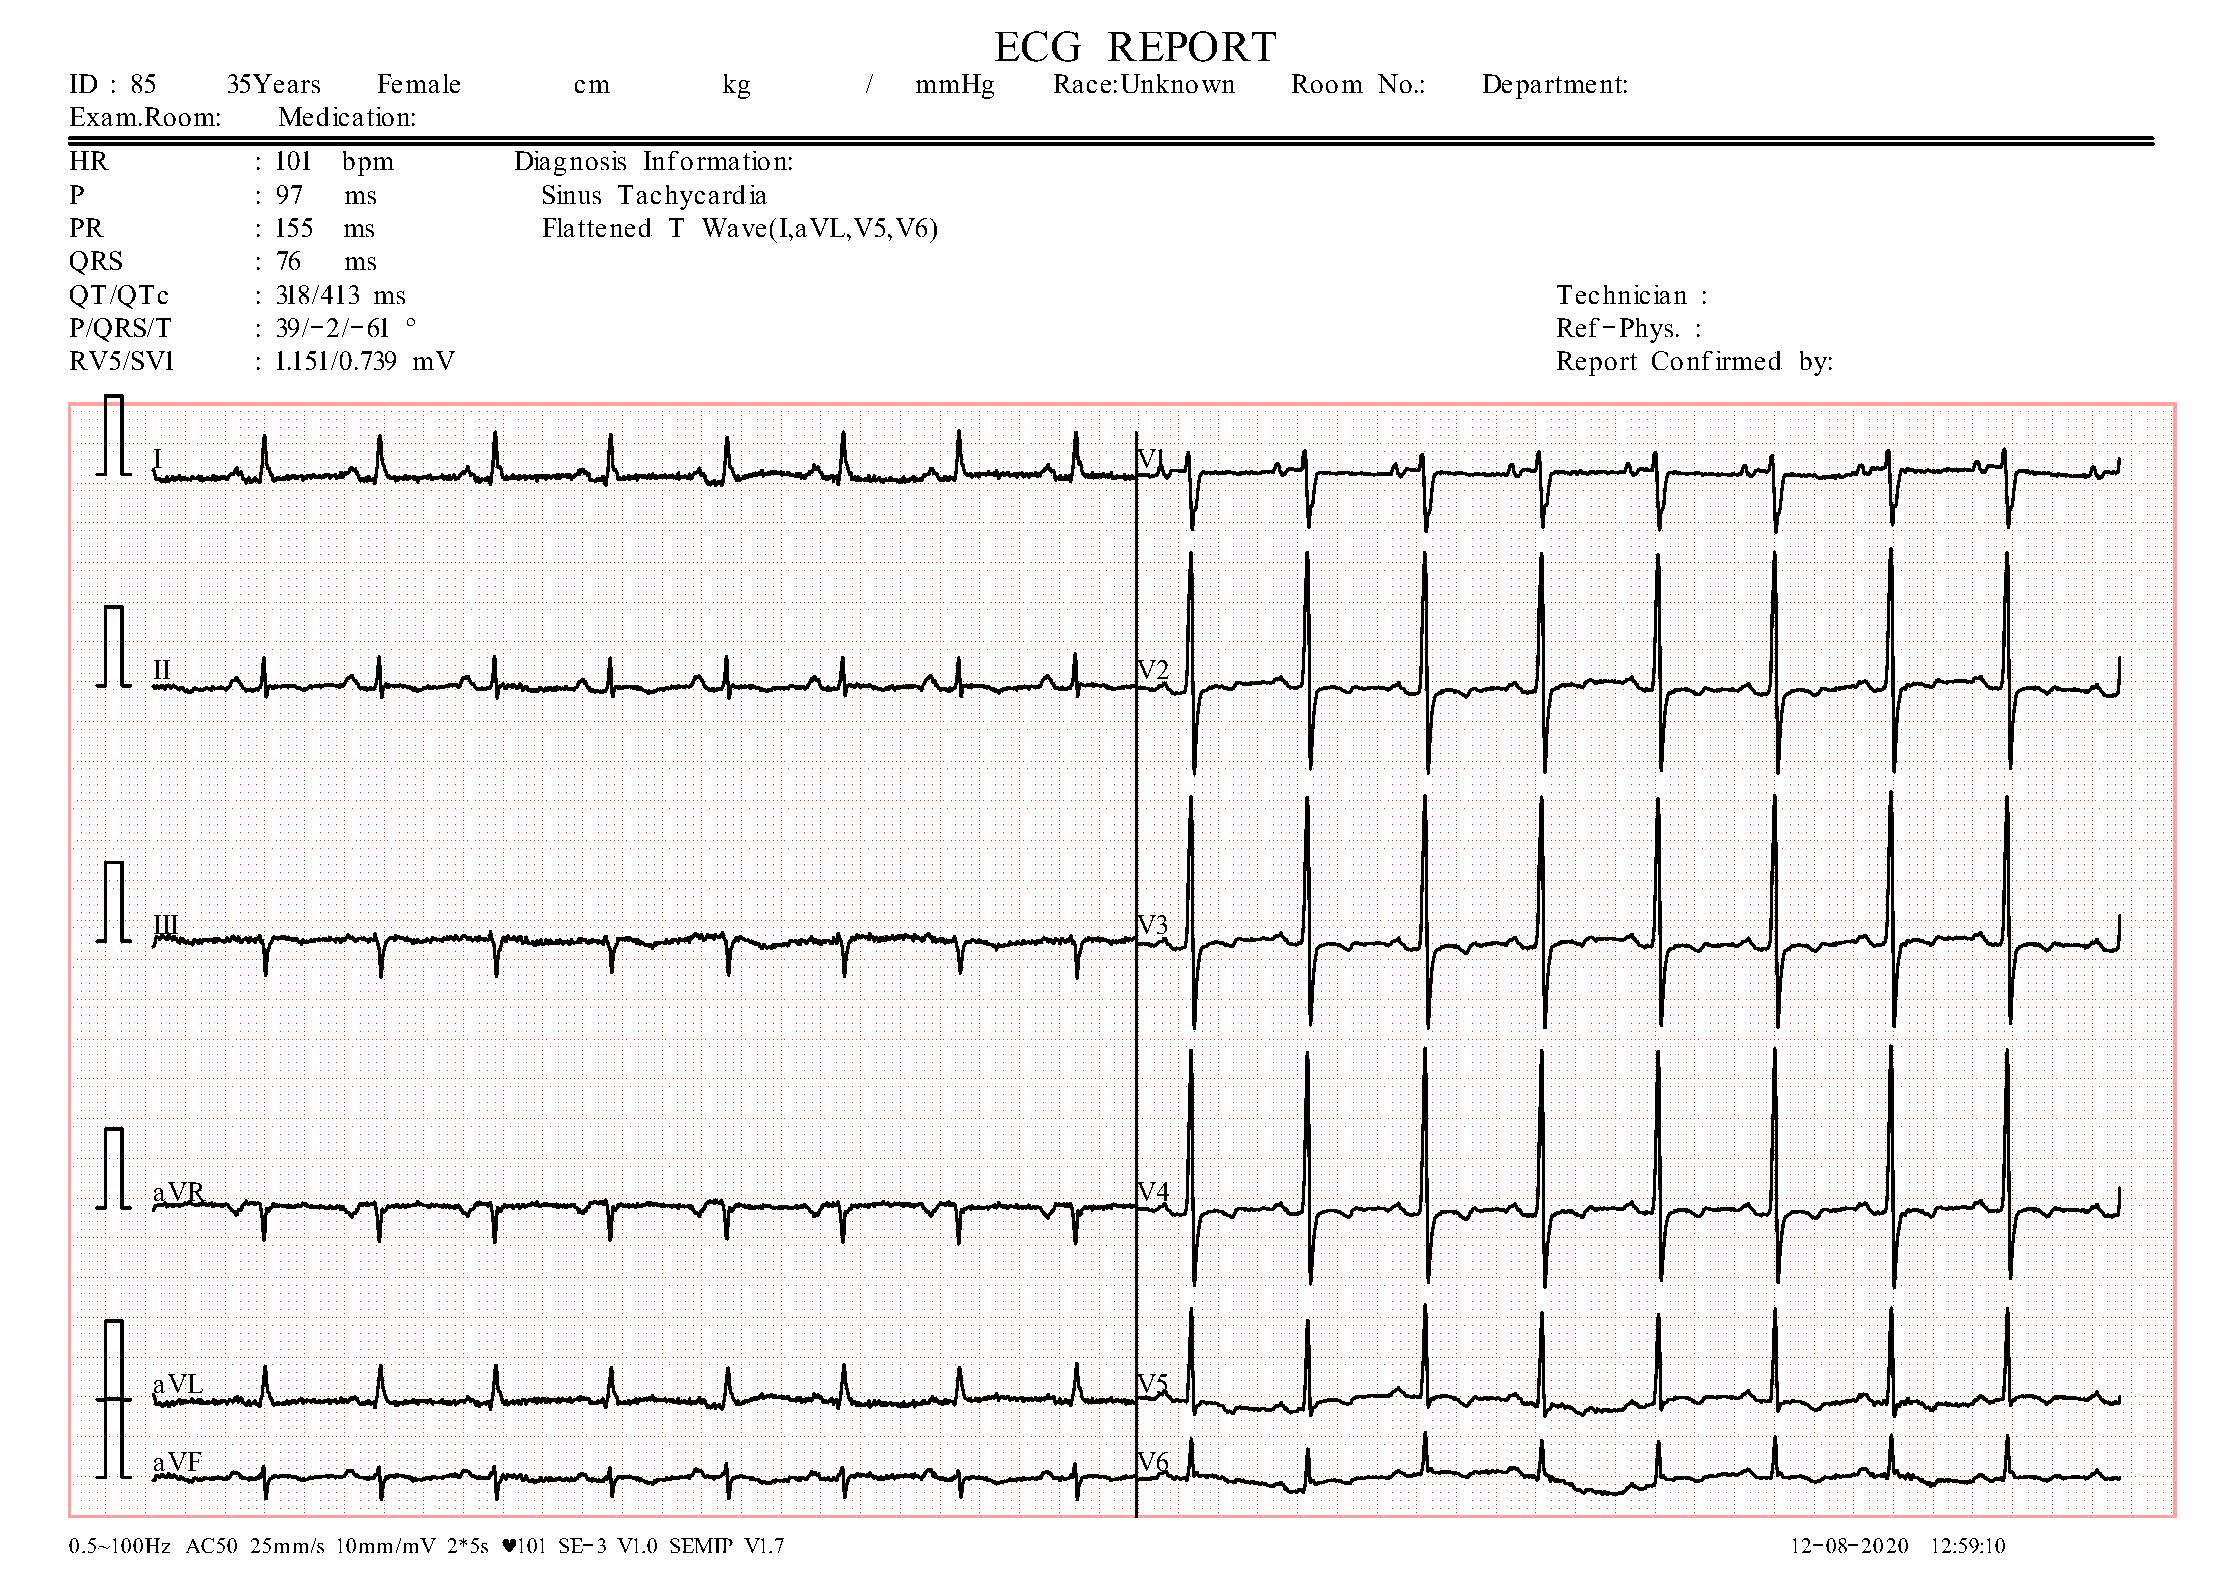 ECG REPORT
ID : 85 35Years Female cm kg / mmHg Race:Unknown Room No.: Department:
Exam.Room: Medication:
HR : 101 bpm Diagnosis Information:
P : 97 ms Sinus Tachycardia
PR : 155 ms Flattened T Wave(I,aVL,V5,V6)
QRS : 76 ms
QT/QTc : 318/413 ms Technician :
P/QRS/T : 39/-2/-61 ° Ref-Phys. :
RV5/SV1 : 1.151/0.739 mV Report Confirmed by:
I V1
II V2
III V3
aVR V4
aVL V5
aVF V6
0.5~100Hz AC50 25mm/s 10mm/mV 2*5s ♥101 SE-3 V1.0 SEMIP V1.7 12-08-2020 12:59:10